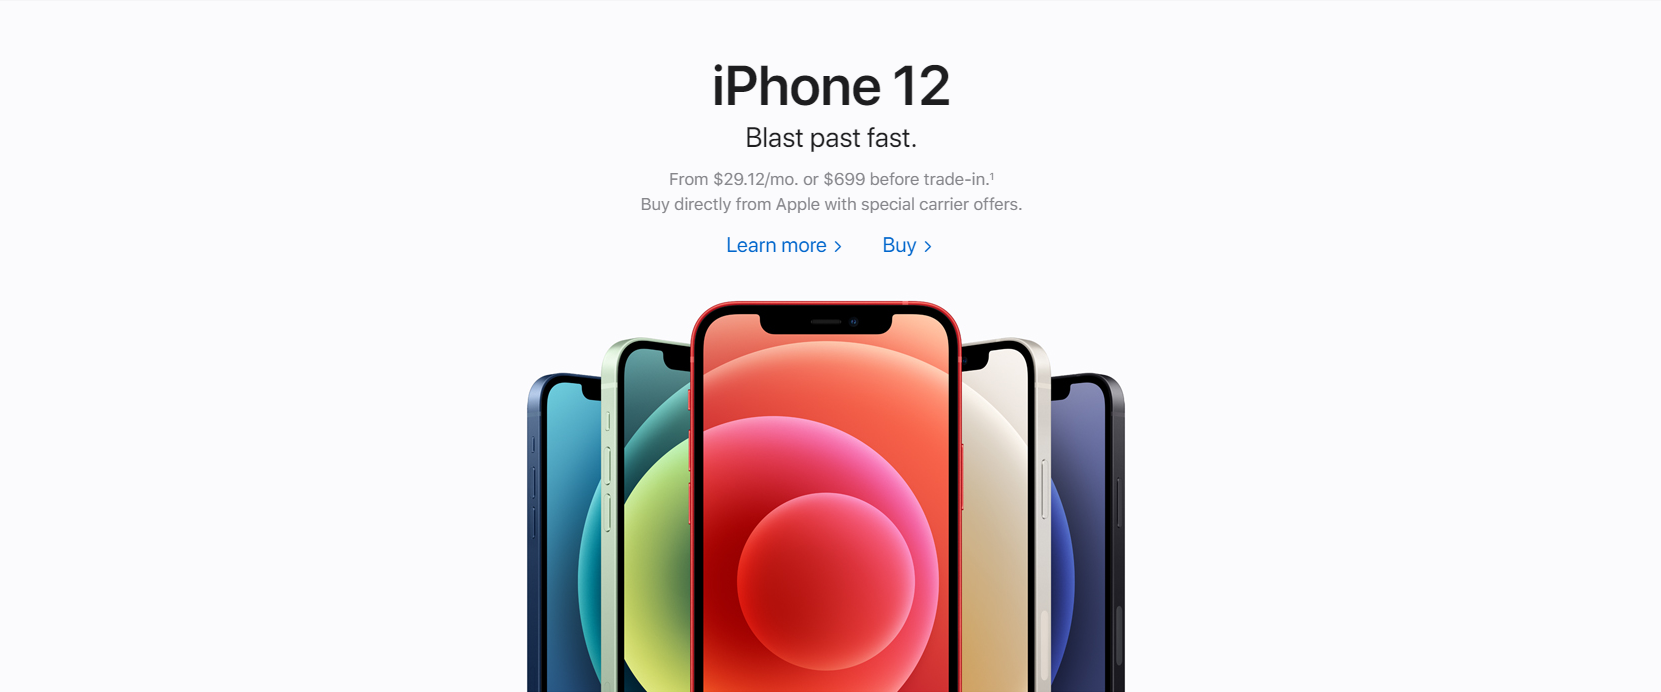 iPhone 12
Blast past fast.
From $29.12/mo. or $699 before trade-in.¹
Buy directly from Apple with special carrier offers.
Learn more > Buy >